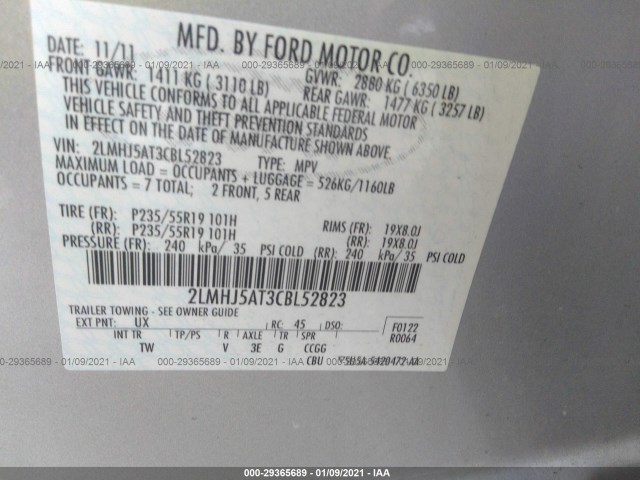 MFD. BY FORD MOTOR CO.
DATE: 11/11 GVWR: 2880 KG ( 6350 LB)
FRONT GAWR: 1411 KG ( 3110 LB) REAR GAWR: 1477 KG ( 3257 LB)
THIS VEHICLE CONFORMS TO ALL APPLICABLE FEDERAL MOTOR
VEHICLE SAFETY AND THEFT PREVENTION STANDARDS
IN EFFECT ON THE DATE OF MANUFACTURE SHOWN ABOVE.
VIN: 2LMHJ5AT3CBL52823 TYPE: MPV
MAXIMUM LOAD = OCCUPANTS + LUGGAGE = 526KG/1160LB
OCCUPANTS = 7 TOTAL; 2 FRONT, 5 REAR
TIRE (FR): P235/55R19 101H RIMS (FR): 19X8.0J
(RR): P235/55R19 101H (RR): 19X8.0J
PRESSURE (FR): 240 kPa/ 35 PSI COLD (RR): 240 kPa/ 35 PSI COLD
2LMHJ5AT3CBL52823
TRAILER TOWING - SEE OWNER GUIDE
EXT PNT: UX RC: 45 DSO: F0122
INT TR TP/PS R AXLE TR SPR R0064
TW V 3E G CCGG
CBU 5U5A-5420472-AA
000-29365689 | 01/09/2021 - IAA